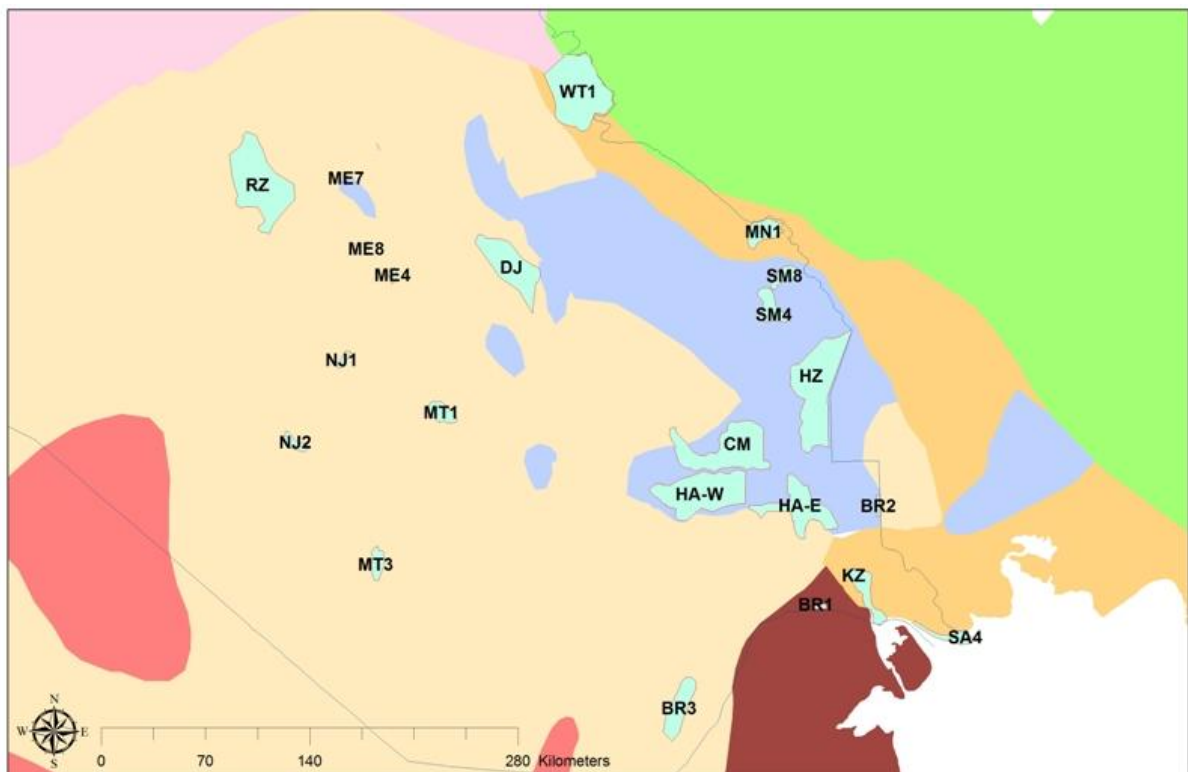 WT1
RZ
ME7
MN1
ME8
DJ
SM8
ME4
SM4
NJ1
HZ
MT1
NJ2
CM
HA-W
HA-E
BR2
MT3
KZ
BR1
SA4
BR3
N
W
E
S
0
70
140
280
Kilometers